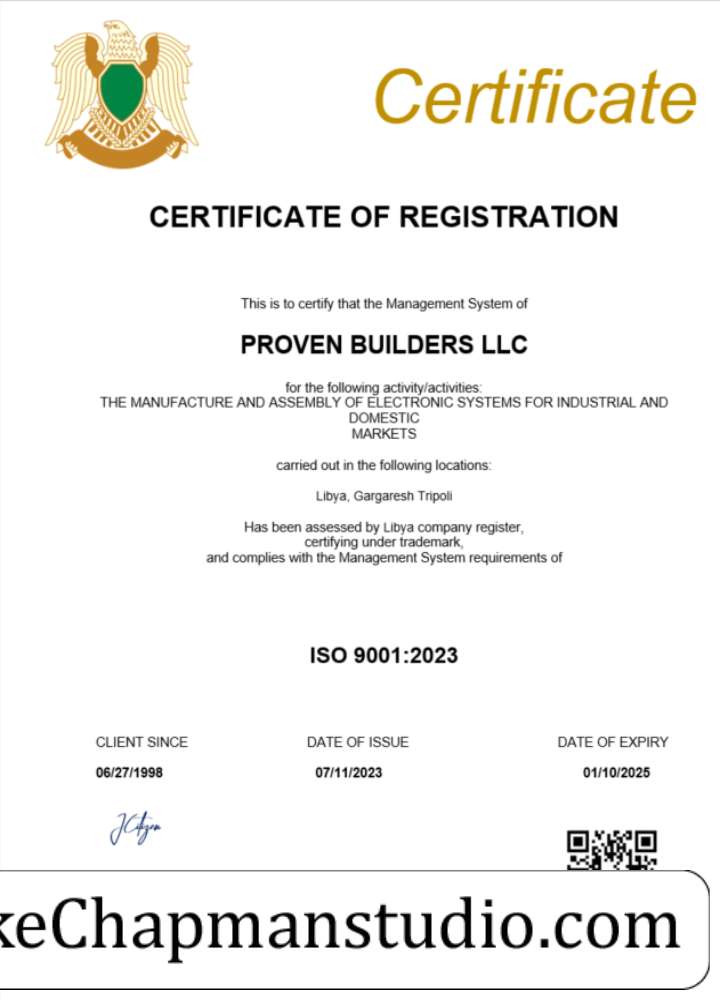 Certificate
CERTIFICATE OF REGISTRATION
This is to certify that the Management System of
PROVEN BUILDERS LLC
for the following activity/activities:
THE MANUFACTURE AND ASSEMBLY OF ELECTRONIC SYSTEMS FOR INDUSTRIAL AND
DOMESTIC
MARKETS
carried out in the following locations:
Libya, Gargaresh Tripoli
Has been assessed by Libya company register,
certifying under trademark,
and complies with the Management System requirements of
ISO 9001:2023
CLIENT SINCE DATE OF ISSUE DATE OF EXPIRY
06/27/1998 07/11/2023 01/10/2025
keChapmanstudio.com